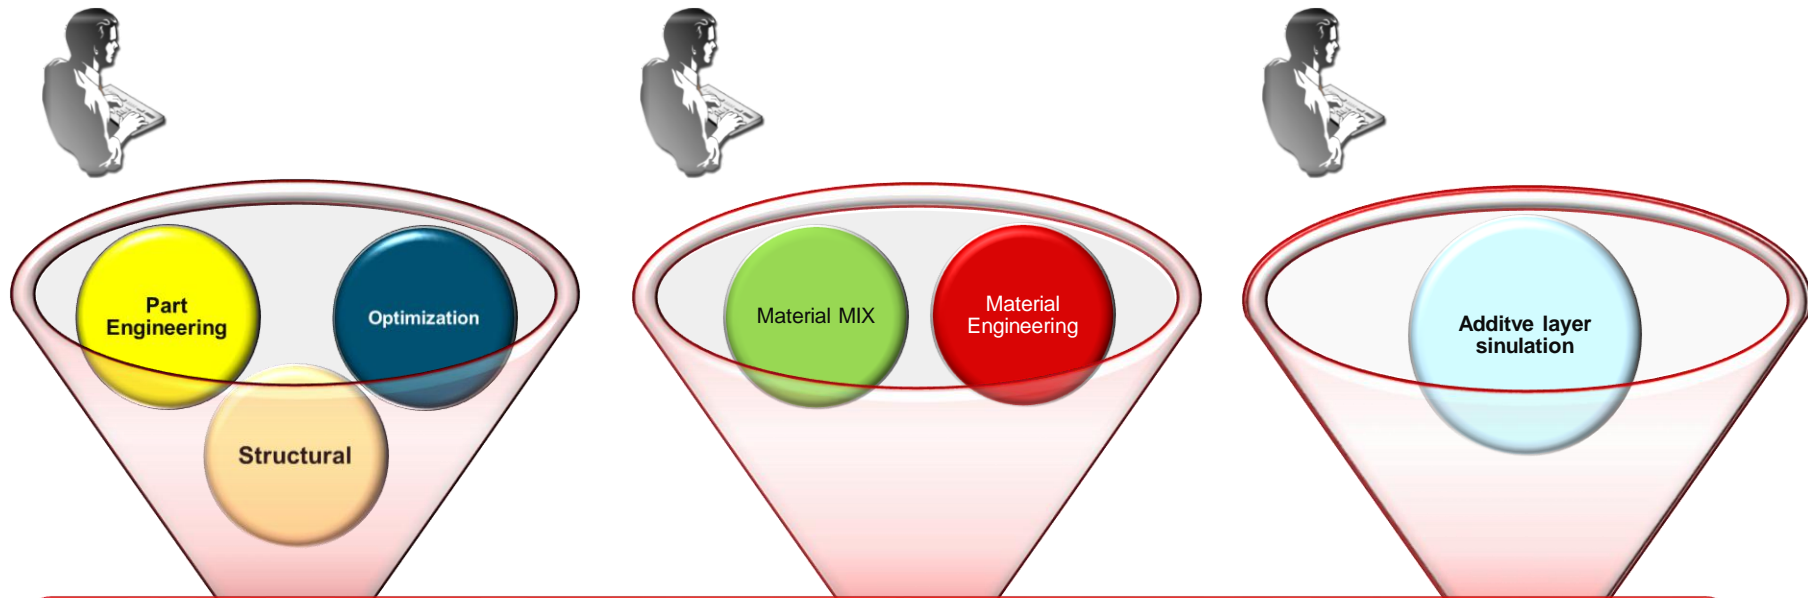 Part
Engineering
Optimization
Structural
Material MIX
Material
Engineering
Additve layer
sinulation